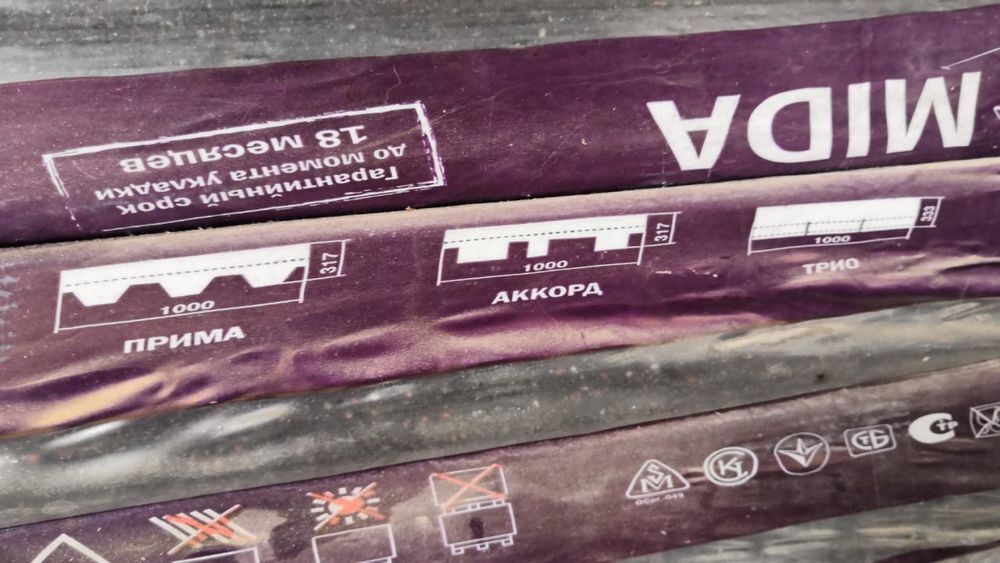 MIDA
Гарантийный срок
до момента укладки
18 месяцев
317
1000
ПРИМА
317
1000
АККОРД
333
1000
ТРИО